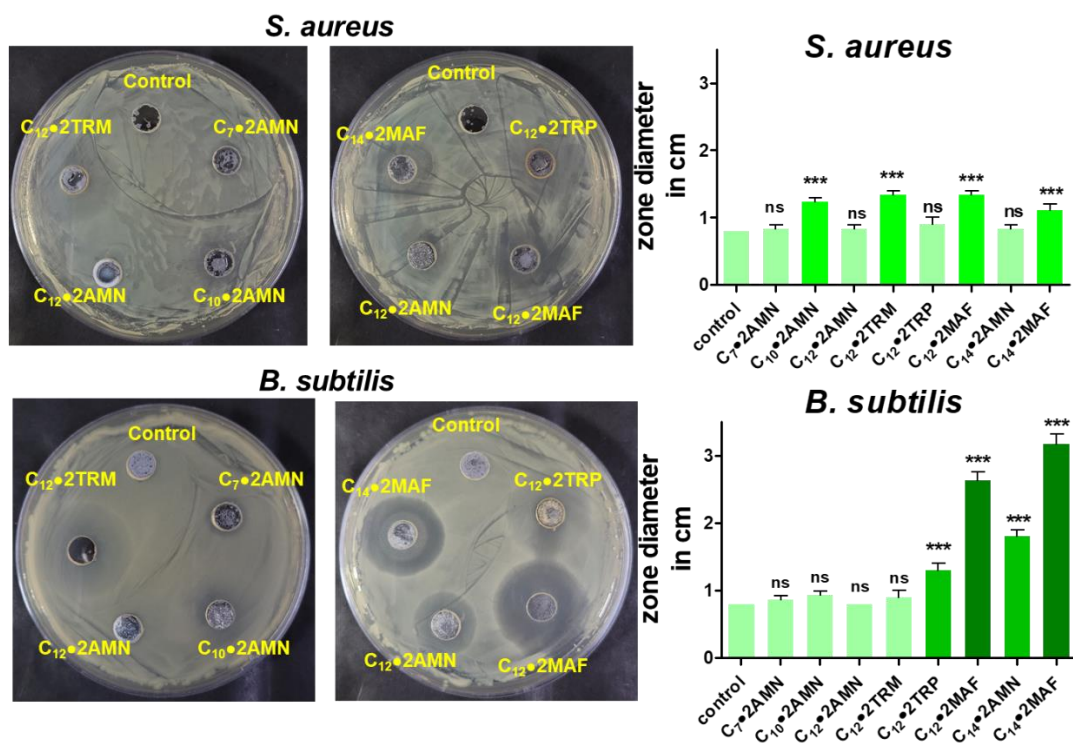 S. aureus
Control
C₁₂•2TRM
C₇•2AMN
C₁₂•2AMN
C₁₀•2AMN
Control
C₁₄•2MAF
C₁₂•2TRP
C₁₂•2AMN
C₁₂•2MAF
S. aureus
zone diameter
in cm
3
2
1
0
ns
***
ns
***
ns
***
ns
***
control
C₇•2AMN
C₁₀•2AMN
C₁₂•2AMN
C₁₂•2TRM
C₁₂•2TRP
C₁₂•2MAF
C₁₄•2AMN
C₁₄•2MAF
B. subtilis
Control
C₁₂•2TRM
C₇•2AMN
C₁₂•2AMN
C₁₀•2AMN
Control
C₁₄•2MAF
C₁₂•2TRP
C₁₂•2AMN
C₁₂•2MAF
B. subtilis
zone diameter
in cm
3
2
1
0
ns
ns
ns
ns
***
***
***
***
control
C₇•2AMN
C₁₀•2AMN
C₁₂•2AMN
C₁₂•2TRM
C₁₂•2TRP
C₁₂•2MAF
C₁₄•2AMN
C₁₄•2MAF